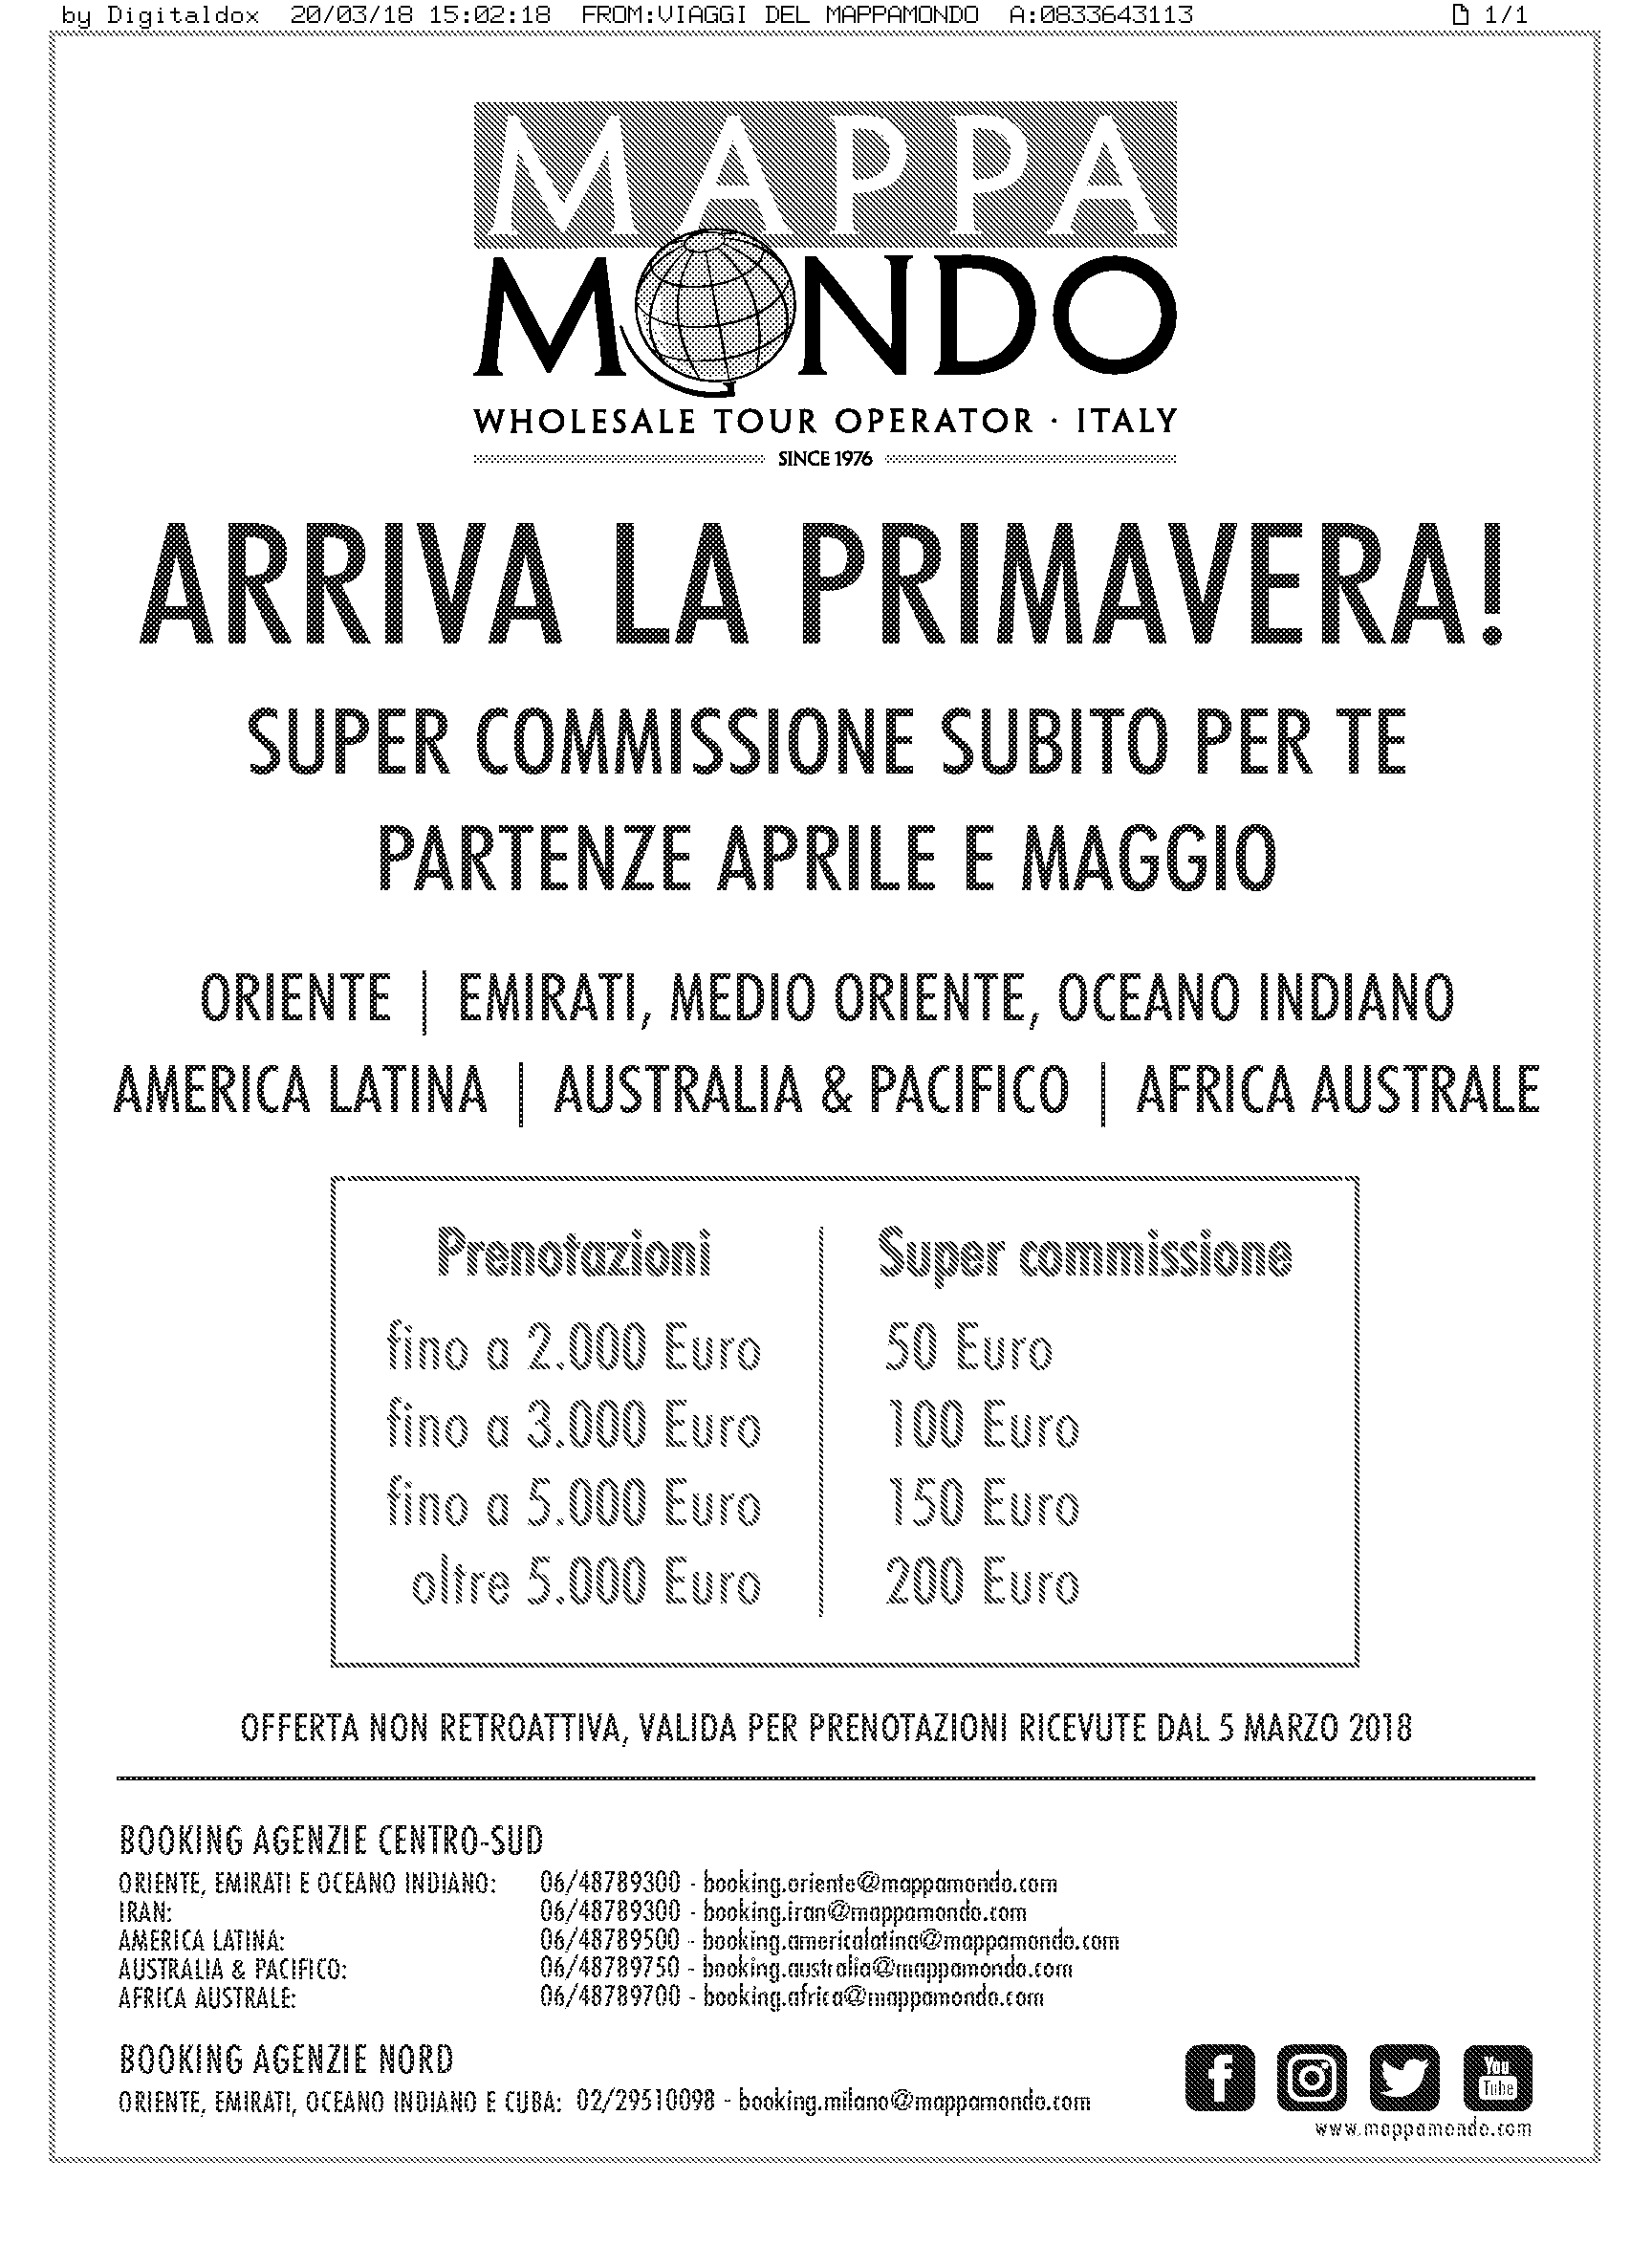 by Digitaldox 20/03/18 15:02:18 FROM:VIAGGI DEL MAPPAMONDO A:0833643113 1/1
MAPPA
MONDO
WHOLESALE TOUR OPERATOR · ITALY
SINCE 1976
ARRIVA LA PRIMAVERA!
SUPER COMMISSIONE SUBITO PER TE
PARTENZE APRILE E MAGGIO
ORIENTE | EMIRATI, MEDIO ORIENTE, OCEANO INDIANO
AMERICA LATINA | AUSTRALIA & PACIFICO | AFRICA AUSTRALE
Prenotazioni Super commissione
fino a 2.000 Euro 50 Euro
fino a 3.000 Euro 100 Euro
fino a 5.000 Euro 150 Euro
oltre 5.000 Euro 200 Euro
OFFERTA NON RETROATTIVA, VALIDA PER PRENOTAZIONI RICEVUTE DAL 5 MARZO 2018
BOOKING AGENZIE CENTRO-SUD
ORIENTE, EMIRATI E OCEANO INDIANO: 06/48789300 - booking.oriente@mappamondo.com
IRAN: 06/48789300 - booking.iran@mappamondo.com
AMERICA LATINA: 06/48789500 - booking.americalatina@mappamondo.com
AUSTRALIA & PACIFICO: 06/48789750 - booking.australia@mappamondo.com
AFRICA AUSTRALE: 06/48789700 - booking.africa@mappamondo.com
BOOKING AGENZIE NORD
ORIENTE, EMIRATI, OCEANO INDIANO E CUBA: 02/29510098 - booking.milano@mappamondo.com
You
Tube
www.mappamondo.com